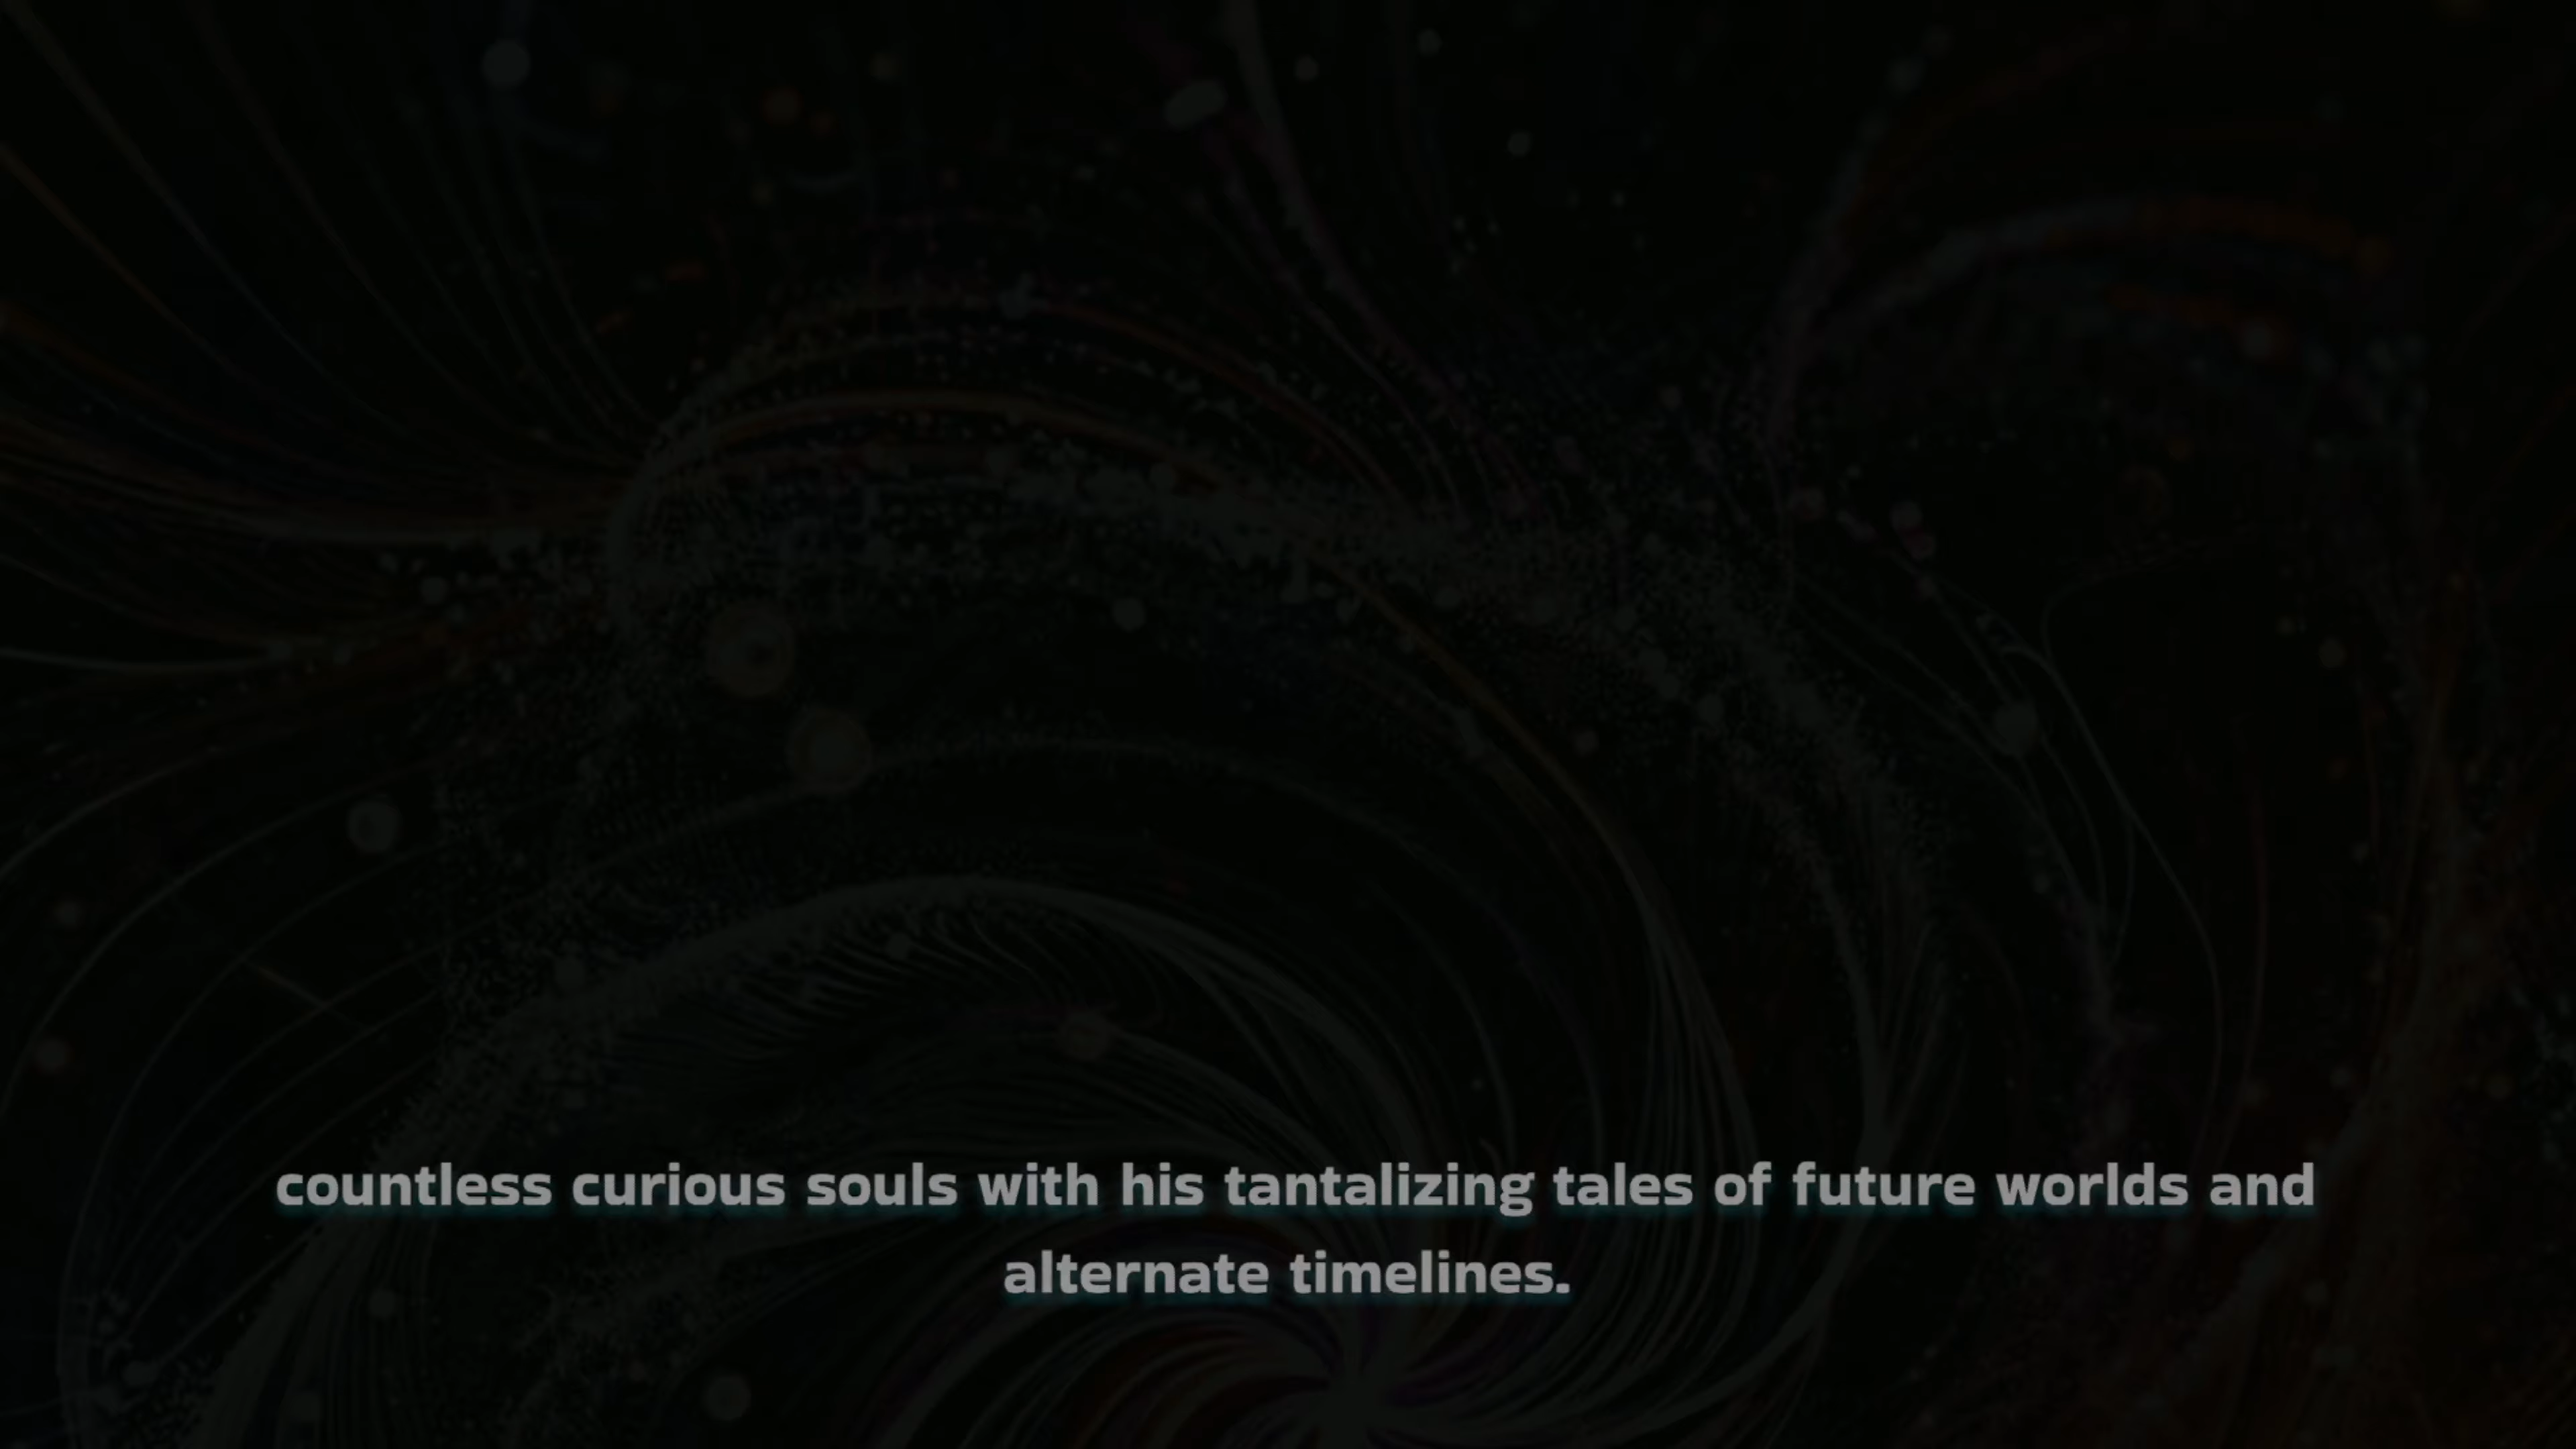 countless curious souls with his tantalizing tales of future worlds and
alternate timelines.